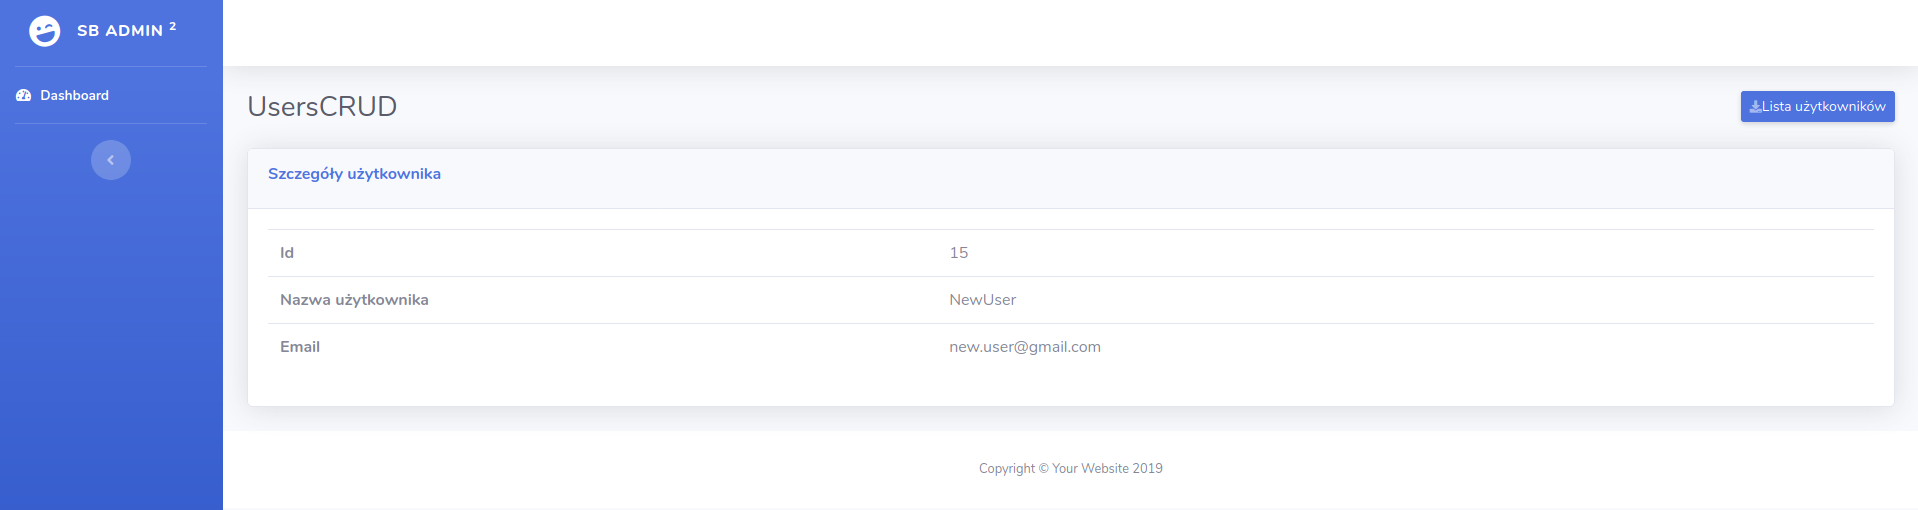 SB ADMIN 2
Dashboard
UsersCRUD
Lista użytkowników
Szczegóły użytkownika
Id 15
Nazwa użytkownika NewUser
Email new.user@gmail.com
Copyright © Your Website 2019